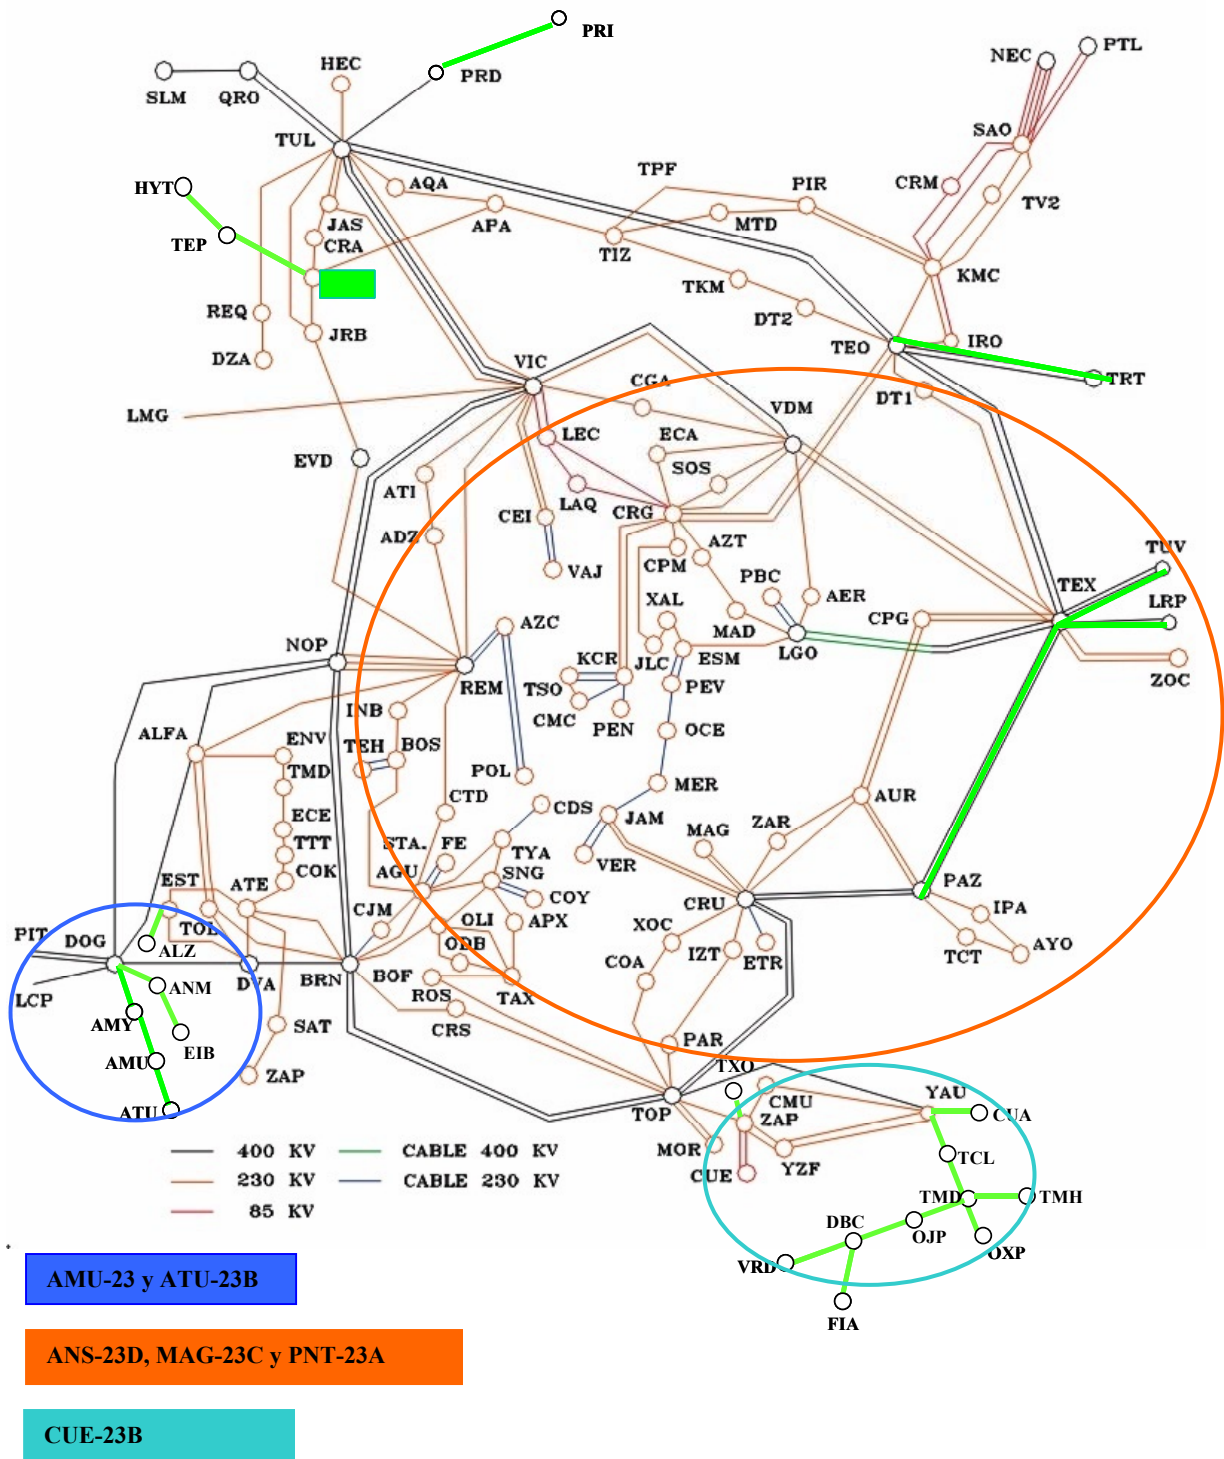 PRI
PTL
NEC
HEC
PRD
SLM
QRO
SAO
TUL
TPF
HYT
AQA
PIR
CRM
TV2
JAS
APA
MTD
TEP
CRA
TIZ
KMC
TKM
REQ
DT2
JRB
IRO
TEO
DZA
VIC
TRT
CGA
DT1
VDM
LMG
LEC
ECA
EVD
SOS
ATI
LAQ
CRG
CEI
ADZ
AZT
TUV
CPM
VAJ
PBC
TEX
AER
LRP
XAL
CPG
AZC
MAD
NOP
JLC
ESM
LGO
KCR
ZOC
REM
TSO
PEV
INB
CMC
PEN
ALFA
OCE
ENV
TEH
BOS
TMD
POL
MER
CTD
AUR
CDS
ECE
JAM
MAG
ZAR
TTT
STA. FE
TYA
VER
AGU
COK
SNG
EST
ATE
COY
PAZ
CRU
IPA
CJM
OLI
APX
XOC
TOL
PIT
DOG
ODB
IZT
ETR
TCT
AYO
ALZ
COA
DVA
BRN
BOF
ROS
TAX
LCP
ANM
AMY
SAT
CRS
EIB
PAR
AMU
TXO
ZAP
CMU
YAU
ATU
TOP
ZAP
CUA
MOR
400 KV
CABLE 400 KV
YZF
TCL
CUE
230 KV
CABLE 230 KV
TMD
TMH
85 KV
DBC
OJP
OXP
VRD
AMU-23 y ATU-23B
FIA
ANS-23D, MAG-23C y PNT-23A
CUE-23B